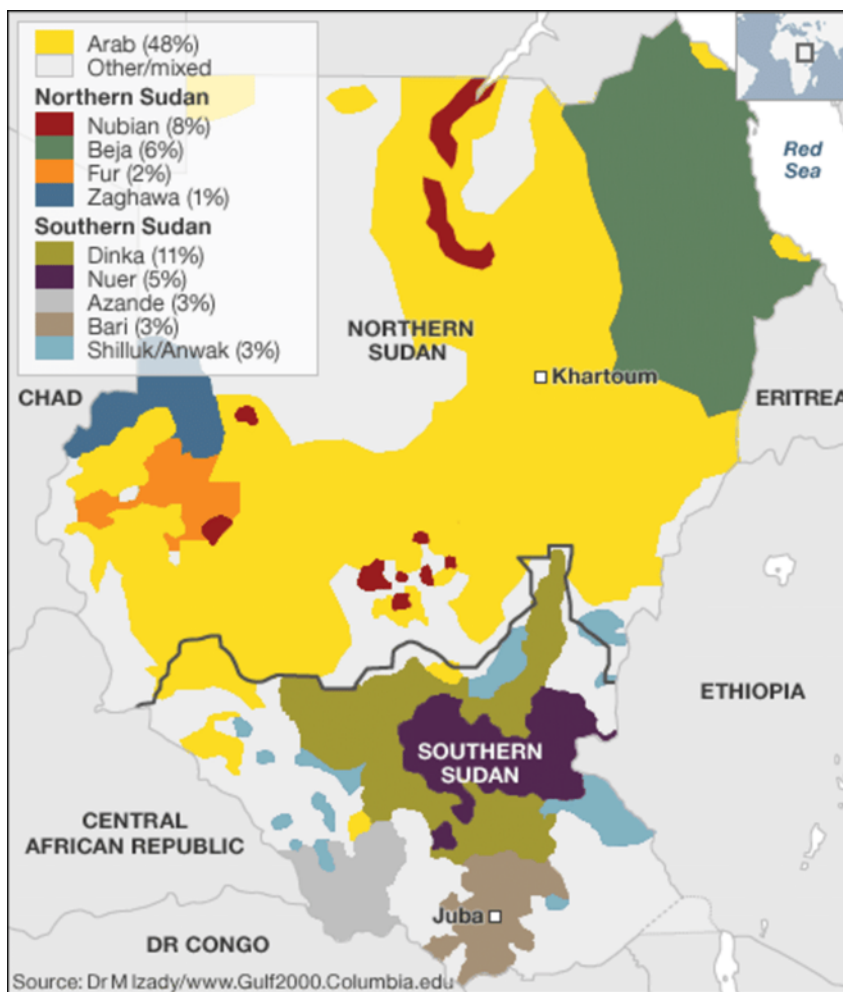 Arab (48%)
Other/mixed
Northern Sudan
Nubian (8%)
Beja (6%)
Fur (2%)
Zaghawa (1%)
Southern Sudan
Dinka (11%)
Nuer (5%)
Azande (3%)
Bari (3%)
Shilluk/Anwak (3%)
Red
Sea
NORTHERN
SUDAN
Khartoum
CHAD
ERITREA
ETHIOPIA
SOUTHERN
SUDAN
CENTRAL
AFRICAN REPUBLIC
Juba
DR CONGO
Source: Dr M Izady/www.Gulf2000.Columbia.edu